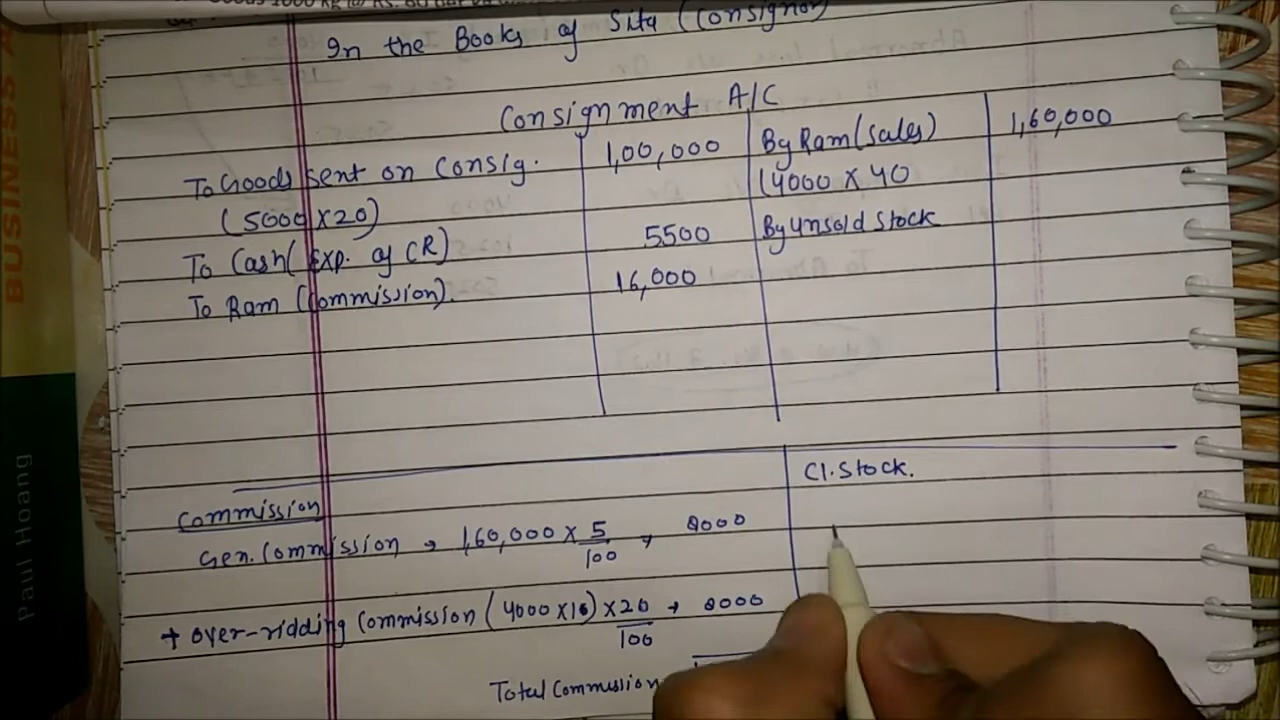 In the Books of Sita (Consignor)
Consignment A/C
To Goods sent on Consig. 1,00,000 By Ram (sales) 1,60,000
(5000 X 20) (4000 X 40
To Cash( Exp. of CR) 5500 By Unsold Stock
To Ram (Commission). 16,000
Cl. Stock.
Commission
Gen. Commission → 1,60,000 X 5/100 → 8000
+ over-ridding Commission (4000 X 10) X 20/100 → 8000
Total Commission
BUSINESS
Paul Hoang